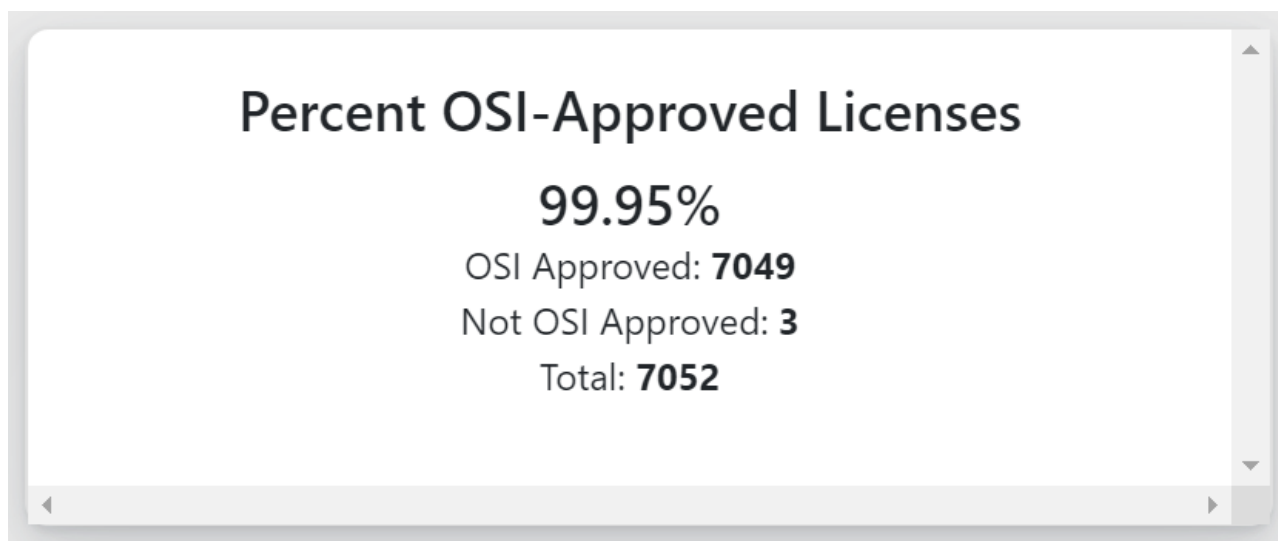 Percent OSI-Approved Licenses
99.95%
OSI Approved: 7049
Not OSI Approved: 3
Total: 7052